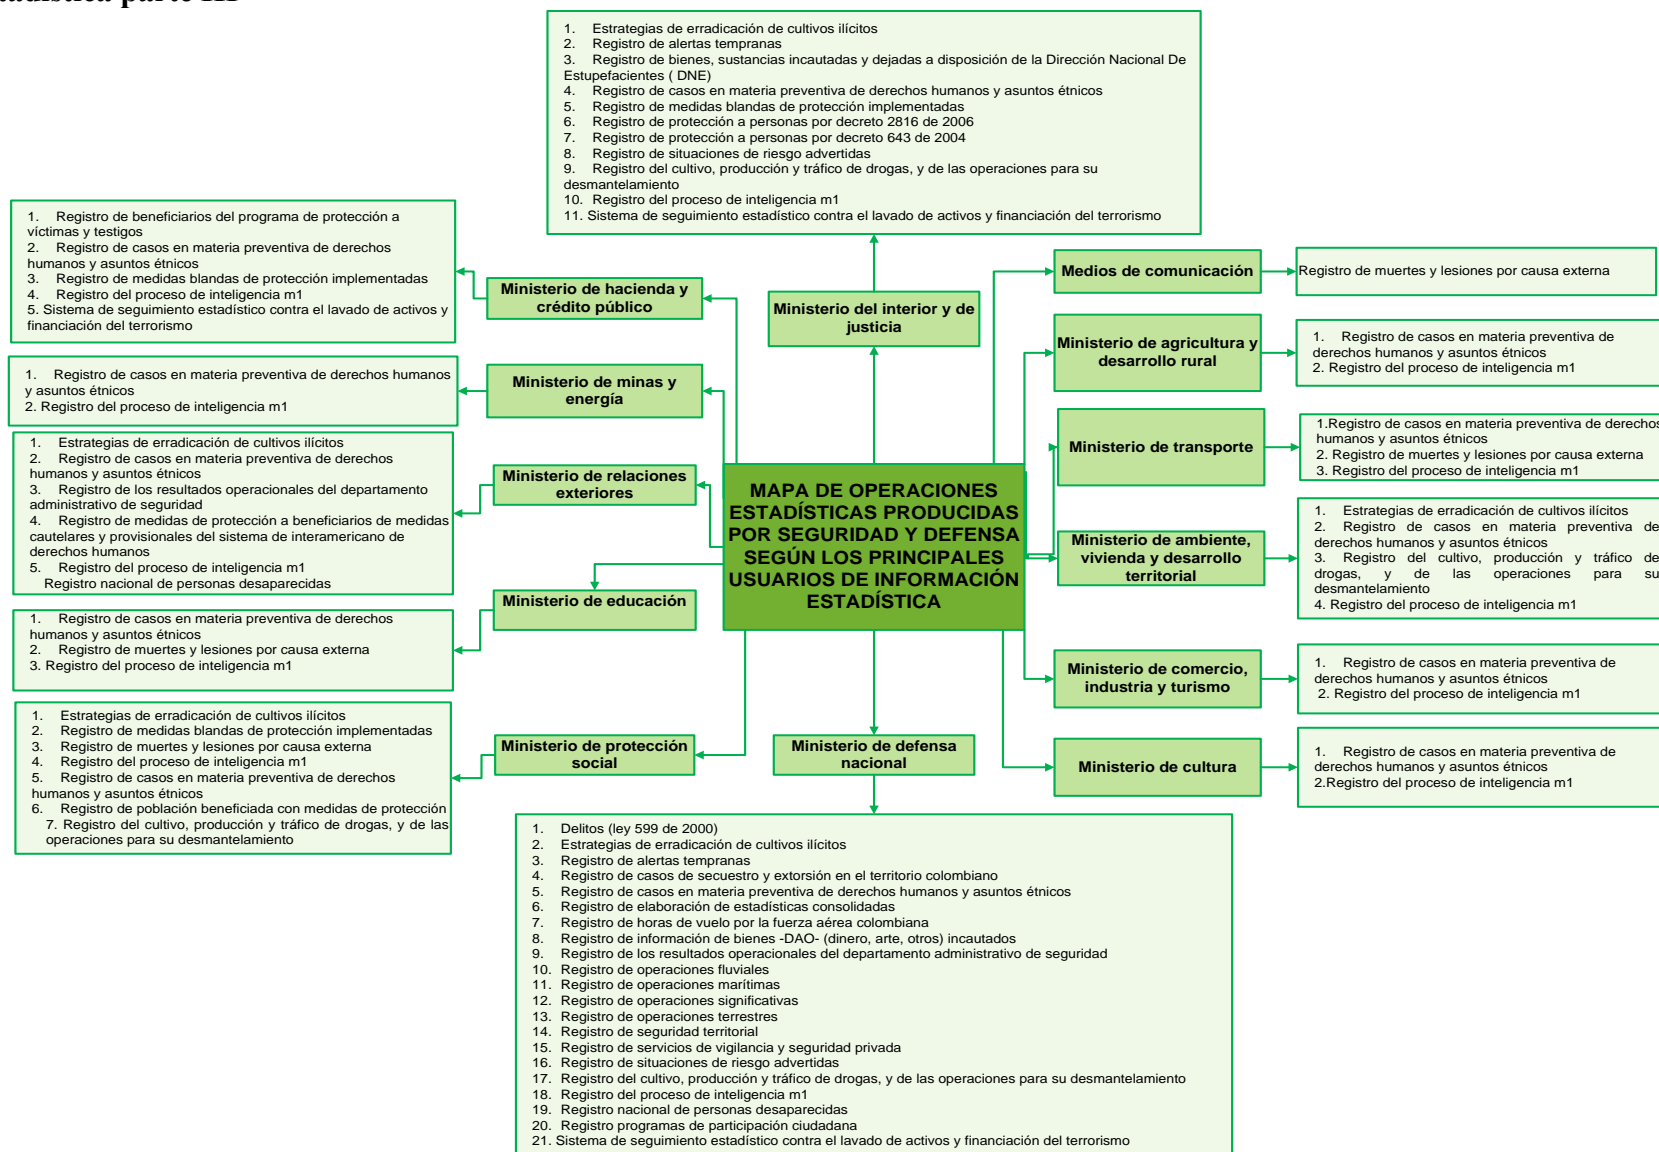 1. Estrategias de erradicación de cultivos ilícitos
2. Registro de alertas tempranas
3. Registro de bienes, sustancias incautadas y dejadas a disposición de la Dirección Nacional De
Estupefacientes ( DNE)
4. Registro de casos en materia preventiva de derechos humanos y asuntos étnicos
5. Registro de medidas blandas de protección implementadas
6. Registro de protección a personas por decreto 2816 de 2006
7. Registro de protección a personas por decreto 643 de 2004
8. Registro de situaciones de riesgo advertidas
9. Registro del cultivo, producción y tráfico de drogas, y de las operaciones para su
desmantelamiento
10. Registro del proceso de inteligencia m1
11. Sistema de seguimiento estadístico contra el lavado de activos y financiación del terrorismo
1. Registro de beneficiarios del programa de protección a
víctimas y testigos
2. Registro de casos en materia preventiva de derechos
humanos y asuntos étnicos
3. Registro de medidas blandas de protección implementadas
4. Registro del proceso de inteligencia m1
5. Sistema de seguimiento estadístico contra el lavado de activos y
financiación del terrorismo
Ministerio de hacienda y
crédito público
Ministerio del interior y de
justicia
Medios de comunicación
Registro de muertes y lesiones por causa externa
Ministerio de agricultura y
desarrollo rural
1. Registro de casos en materia preventiva de
derechos humanos y asuntos étnicos
2. Registro del proceso de inteligencia m1
1. Registro de casos en materia preventiva de derechos humanos
y asuntos étnicos
2. Registro del proceso de inteligencia m1
Ministerio de minas y
energía
Ministerio de transporte
1.Registro de casos en materia preventiva de derechos
humanos y asuntos étnicos
2. Registro de muertes y lesiones por causa externa
3. Registro del proceso de inteligencia m1
1. Estrategias de erradicación de cultivos ilícitos
2. Registro de casos en materia preventiva de derechos
humanos y asuntos étnicos
3. Registro de los resultados operacionales del departamento
administrativo de seguridad
4. Registro de medidas de protección a beneficiarios de medidas
cautelares y provisionales del sistema de interamericano de
derechos humanos
5. Registro del proceso de inteligencia m1
Registro nacional de personas desaparecidas
Ministerio de relaciones
exteriores
MAPA DE OPERACIONES
ESTADÍSTICAS PRODUCIDAS
POR SEGURIDAD Y DEFENSA
SEGÚN LOS PRINCIPALES
USUARIOS DE INFORMACIÓN
ESTADÍSTICA
Ministerio de ambiente,
vivienda y desarrollo
territorial
1. Estrategias de erradicación de cultivos ilícitos
2. Registro de casos en materia preventiva de
derechos humanos y asuntos étnicos
3. Registro del cultivo, producción y tráfico de
drogas, y de las operaciones para su
desmantelamiento
4. Registro del proceso de inteligencia m1
Ministerio de educación
1. Registro de casos en materia preventiva de derechos
humanos y asuntos étnicos
2. Registro de muertes y lesiones por causa externa
3. Registro del proceso de inteligencia m1
Ministerio de comercio,
industria y turismo
1. Registro de casos en materia preventiva de
derechos humanos y asuntos étnicos
2. Registro del proceso de inteligencia m1
1. Estrategias de erradicación de cultivos ilícitos
2. Registro de medidas blandas de protección implementadas
3. Registro de muertes y lesiones por causa externa
4. Registro del proceso de inteligencia m1
5. Registro de casos en materia preventiva de derechos
humanos y asuntos étnicos
6. Registro de población beneficiada con medidas de protección
7. Registro del cultivo, producción y tráfico de drogas, y de las
operaciones para su desmantelamiento
Ministerio de protección
social
Ministerio de defensa
nacional
Ministerio de cultura
1. Registro de casos en materia preventiva de
derechos humanos y asuntos étnicos
2.Registro del proceso de inteligencia m1
1. Delitos (ley 599 de 2000)
2. Estrategias de erradicación de cultivos ilícitos
3. Registro de alertas tempranas
4. Registro de casos de secuestro y extorsión en el territorio colombiano
5. Registro de casos en materia preventiva de derechos humanos y asuntos étnicos
6. Registro de elaboración de estadísticas consolidadas
7. Registro de horas de vuelo por la fuerza aérea colombiana
8. Registro de información de bienes -DAO- (dinero, arte, otros) incautados
9. Registro de los resultados operacionales del departamento administrativo de seguridad
10. Registro de operaciones fluviales
11. Registro de operaciones marítimas
12. Registro de operaciones significativas
13. Registro de operaciones terrestres
14. Registro de seguridad territorial
15. Registro de servicios de vigilancia y seguridad privada
16. Registro de situaciones de riesgo advertidas
17. Registro del cultivo, producción y tráfico de drogas, y de las operaciones para su desmantelamiento
18. Registro del proceso de inteligencia m1
19. Registro nacional de personas desaparecidas
20. Registro programas de participación ciudadana
21. Sistema de seguimiento estadístico contra el lavado de activos y financiación del terrorismo